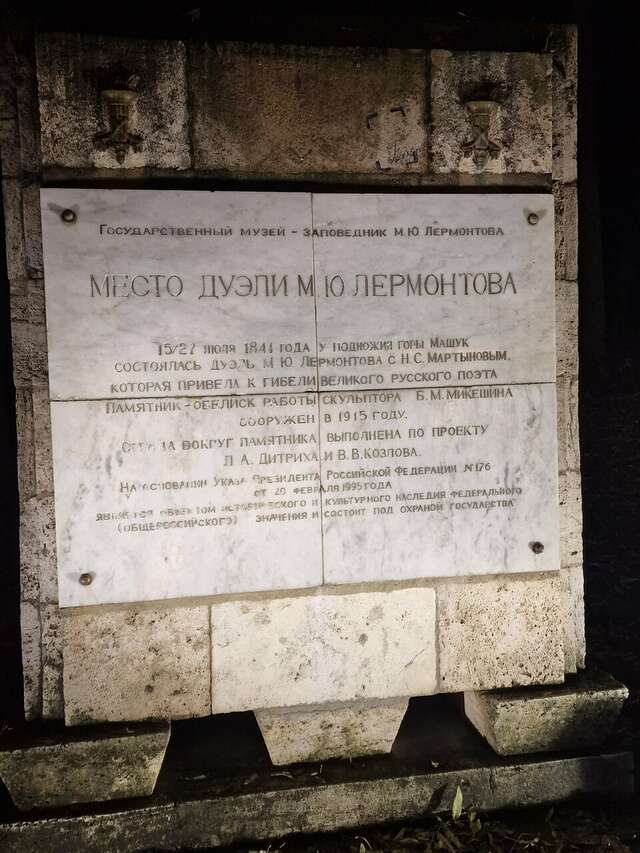 Государственный музей - заповедник М.Ю Лермонтова
Место дуэли М Ю Лермонтова
15/27 июля 1841 года у подножия горы Машук
состоялась дуэль М Ю Лермонтова с Н.С. Мартыновым,
которая привела к гибели великого русского поэта
Памятник-обелиск работы скульптора Б.М.Микешина
сооружен в 1915 году.
Ограда вокруг памятника выполнена по проекту
Л А. Дитриха и В.В.Козлова.
На основании Указа Президента Российской Федерации №176
от 20 февраля 1995 года
является объектом исторического и культурного наследия федерального
(общероссийского) значения и состоит под охраной государства